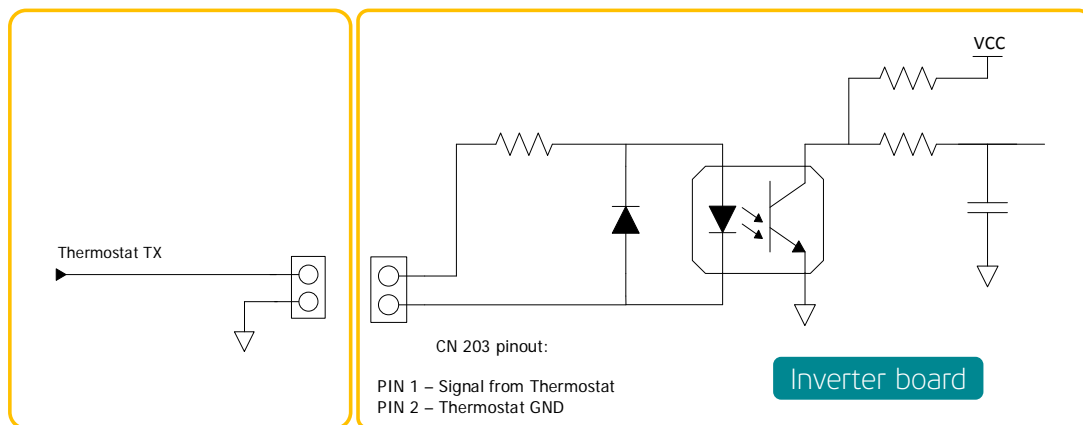 VCC
Thermostat TX
CN 203 pinout:
PIN 1 – Signal from Thermostat
PIN 2 – Thermostat GND
Inverter board